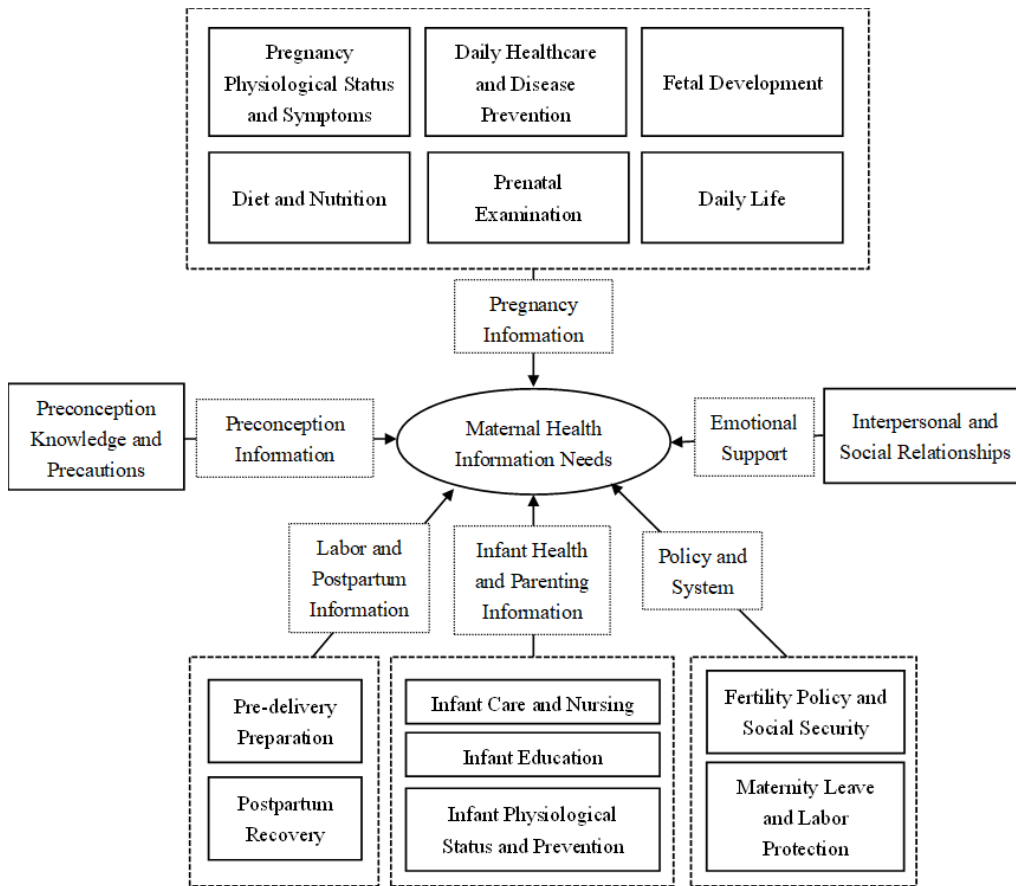 Pregnancy
Physiological Status
and Symptoms
Daily Healthcare
and Disease
Prevention
Fetal Development
Diet and Nutrition
Prenatal
Examination
Daily Life
Pregnancy
Information
Preconception
Knowledge and
Precautions
Preconception
Information
Maternal Health
Information Needs
Emotional
Support
Interpersonal and
Social Relationships
Labor and
Postpartum
Information
Infant Health
and Parenting
Information
Policy and
System
Pre-delivery
Preparation
Postpartum
Recovery
Infant Care and Nursing
Infant Education
Infant Physiological
Status and Prevention
Fertility Policy and
Social Security
Maternity Leave
and Labor
Protection